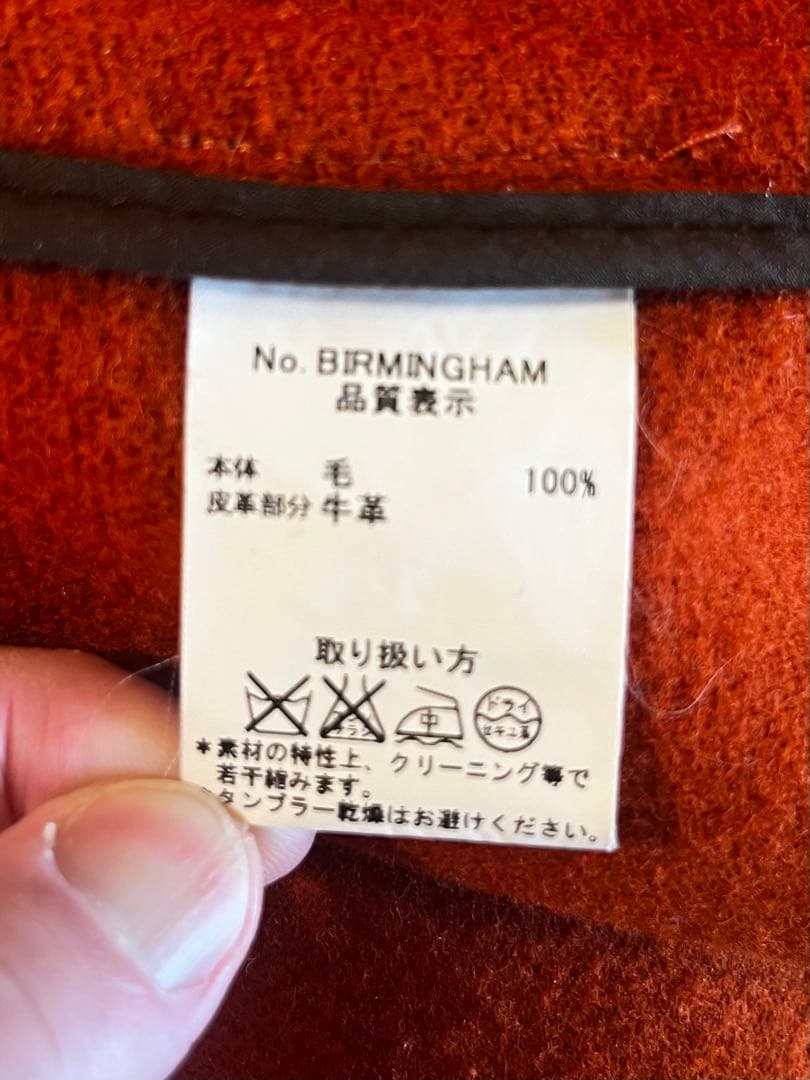 No. BIRMINGHAM
品質表示
本体 毛 100%
皮革部分 牛革
取り扱い方
中
ドライ
*素材の特性上、クリーニング等で
若干縮みます。
タンブラー乾燥はお避けください。